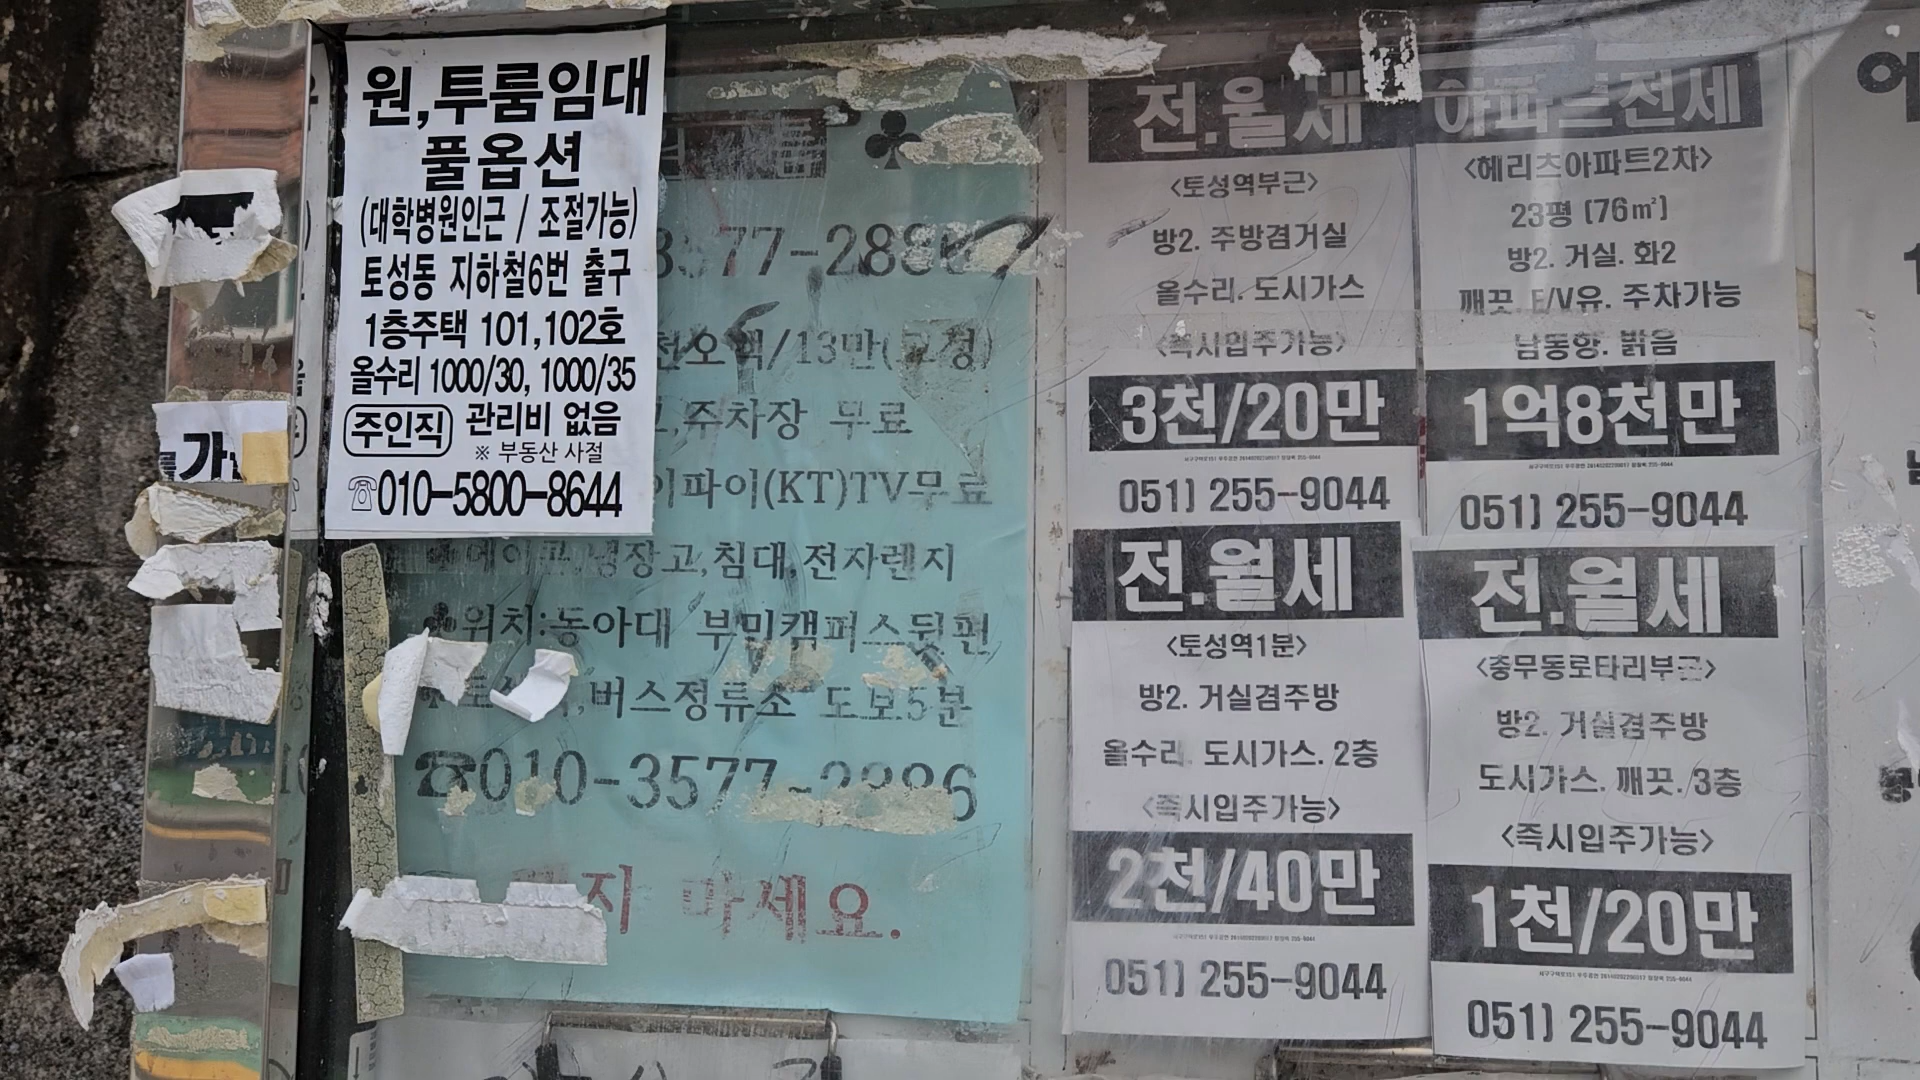 원,투룸임대
풀옵션
(대학병원인근 / 조절가능)
토성동 지하철6번 출구
1층주택 101,102호
올수리 1000/30, 1000/35
주인직 관리비 없음
※ 부동산 사절
☏010-5800-8644
/13만(고정)
,주차장 무료
이파이(KT)TV무료
에어콘,냉장고,침대,전자렌지
♣위치:동아대 부민캠퍼스뒷편
,버스정류소 도보5분
☎010-3577-2886
지 마세요.
전.월세
<토성역부근>
방2. 주방겸거실
올수리. 도시가스
<즉시입주가능>
3천/20만
051) 255-9044
아파트전세
<헤리츠아파트2차>
23평 (76㎡)
방2. 거실. 화2
깨끗. E/V유. 주차가능
남동향. 밝음
1억8천만
051) 255-9044
전.월세
<토성역1분>
방2. 거실겸주방
올수리. 도시가스. 2층
<즉시입주가능>
2천/40만
051) 255-9044
전.월세
<충무동로타리부근>
방2. 거실겸주방
도시가스. 깨끗. 3층
<즉시입주가능>
1천/20만
051) 255-9044